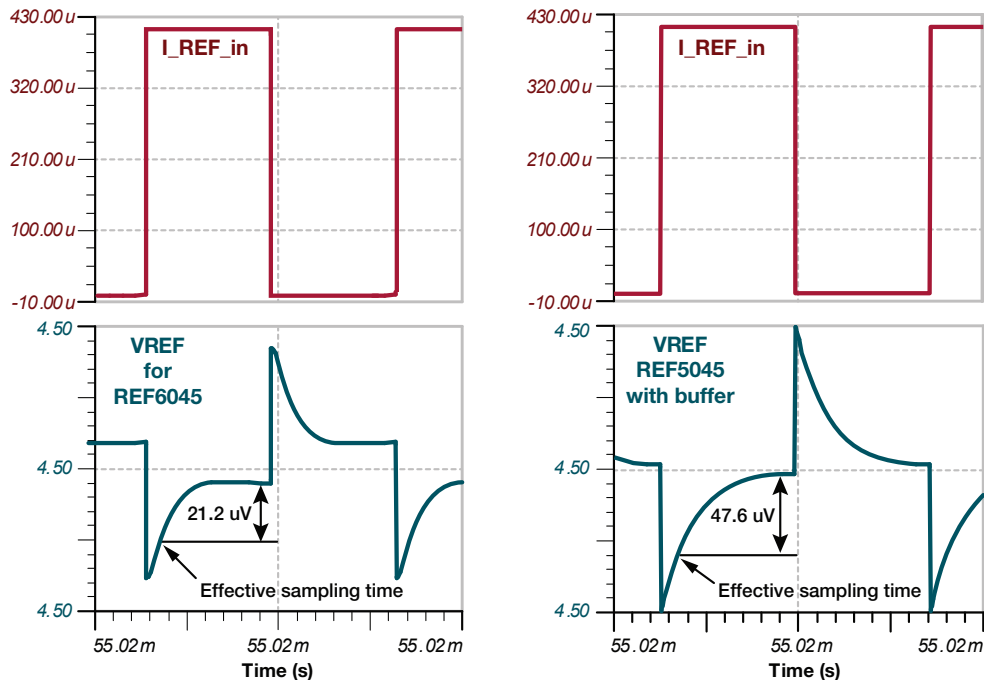 430.00u
I_REF_in
320.00u
210.00u
100.00u
-10.00u
4.50
VREF
for
REF6045
4.50
21.2 uV
Effective sampling time
4.50
55.02m
55.02m
55.02m
Time (s)
430.00u
I_REF_in
320.00u
210.00u
100.00u
-10.00u
4.50
VREF
REF5045
with buffer
4.50
47.6 uV
Effective sampling time
4.50
55.02m
55.02m
55.02m
Time (s)